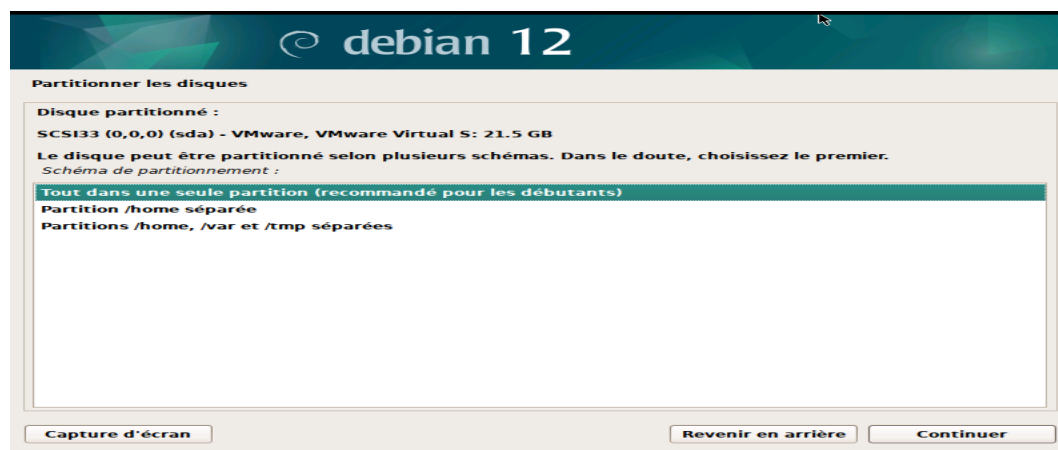 debian 12
Partitionner les disques
Disque partitionné :
SCSI33 (0,0,0) (sda) - VMware, VMware Virtual S: 21.5 GB
Le disque peut être partitionné selon plusieurs schémas. Dans le doute, choisissez le premier.
Schéma de partitionnement :
Tout dans une seule partition (recommandé pour les débutants)
Partition /home séparée
Partitions /home, /var et /tmp séparées
Capture d'écran
Revenir en arrière
Continuer